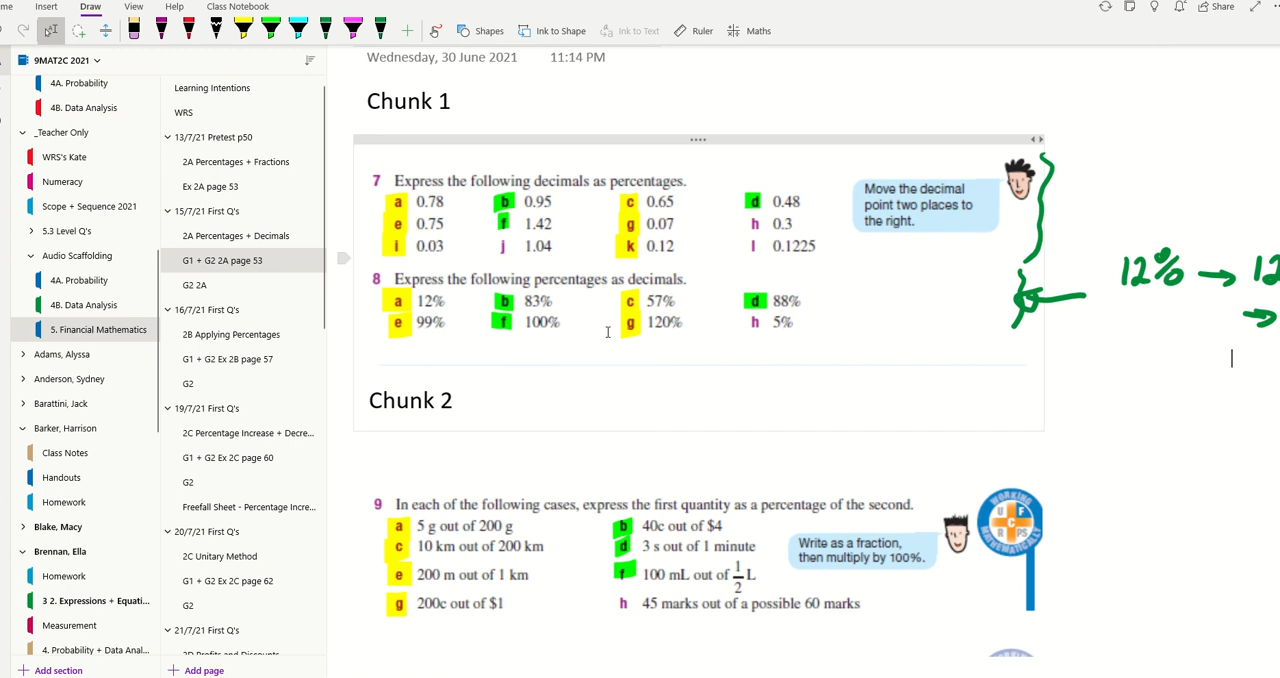 me Insert Draw View Help Class Notebook Share
Shapes Ink to Shape Ink to Text Ruler Maths
9MAT2C 2021
4A. Probability
4B. Data Analysis
_Teacher Only
WRS's Kate
Numeracy
Scope + Sequence 2021
5.3 Level Q's
Audio Scaffolding
4A. Probability
4B. Data Analysis
5. Financial Mathematics
Adams, Alyssa
Anderson, Sydney
Barattini, Jack
Barker, Harrison
Class Notes
Handouts
Homework
Blake, Macy
Brennan, Ella
Homework
3 2. Expressions + Equati...
Measurement
4. Probability + Data Anal...
Add section
Learning Intentions
WRS
13/7/21 Pretest p50
2A Percentages + Fractions
Ex 2A page 53
15/7/21 First Q's
2A Percentages + Decimals
G1 + G2 2A page 53
G2 2A
16/7/21 First Q's
2B Applying Percentages
G1 + G2 Ex 2B page 57
G2
19/7/21 First Q's
2C Percentage Increase + Decre...
G1 + G2 Ex 2C page 60
G2
Freefall Sheet - Percentage Incre...
20/7/21 First Q's
2C Unitary Method
G1 + G2 Ex 2C page 62
G2
21/7/21 First Q's
2D Profits and Discounts
Add page
Wednesday, 30 June 2021 11:14 PM
Chunk 1
7 Express the following decimals as percentages.
a 0.78 b 0.95 c 0.65 d 0.48
e 0.75 f 1.42 g 0.07 h 0.3
i 0.03 j 1.04 k 0.12 l 0.1225
Move the decimal
point two places to
the right.
8 Express the following percentages as decimals.
a 12% b 83% c 57% d 88%
e 99% f 100% g 120% h 5%
12% → 12
→
Chunk 2
9 In each of the following cases, express the first quantity as a percentage of the second.
a 5 g out of 200 g b 40c out of $4
c 10 km out of 200 km d 3 s out of 1 minute
e 200 m out of 1 km f 100 mL out of 1/2 L
g 200c out of $1 h 45 marks out of a possible 60 marks
Write as a fraction,
then multiply by 100%.
WORKING
U F
C
R PS
MATHEMATICALLY